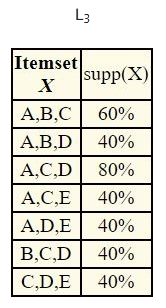 L3
Itemset X supp(X)
A,B,C 60%
A,B,D 40%
A,C,D 80%
A,C,E 40%
A,D,E 40%
B,C,D 40%
C,D,E 40%